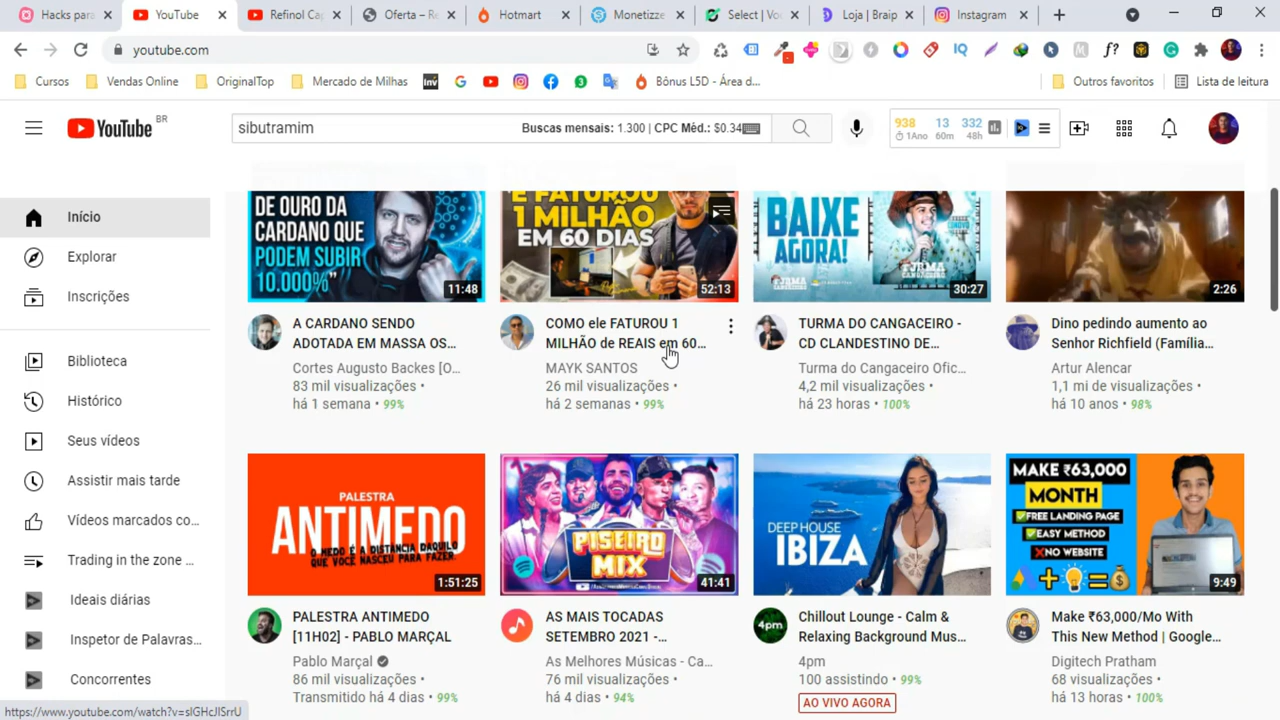 Hacks para
YouTube
Refinol Cap
Oferta – Re
Hotmart
Monetizze
Select | Vo
Loja | Braip
Instagram
youtube.com
Cursos
Vendas Online
OriginalTop
Mercado de Milhas
Inv
Bônus L5D - Área d...
Outros favoritos
Lista de leitura
YouTube BR
sibutramim
Buscas mensais: 1.300 | CPC Méd.: $0.34
938 13 332
1Ano 60m 48h
Início
Explorar
Inscrições
Biblioteca
Histórico
Seus vídeos
Assistir mais tarde
Vídeos marcados co...
Trading in the zone ...
Ideais diárias
Inspetor de Palavras...
Concorrentes
DE OURO DA
CARDANO QUE
PODEM SUBIR
10.000%"
11:48
A CARDANO SENDO
ADOTADA EM MASSA OS...
Cortes Augusto Backes [O...
83 mil visualizações •
há 1 semana • 99%
E FATUROU
1 MILHÃO
EM 60 DIAS
52:13
COMO ele FATUROU 1
MILHÃO de REAIS em 60...
MAYK SANTOS
26 mil visualizações •
há 2 semanas • 99%
BAIXE
AGORA!
30:27
TURMA DO CANGACEIRO -
CD CLANDESTINO DE...
Turma do Cangaceiro Ofic...
4,2 mil visualizações •
há 23 horas • 100%
2:26
Dino pedindo aumento ao
Senhor Richfield (Família...
Artur Alencar
1,1 mi de visualizações •
há 10 anos • 98%
PALESTRA
ANTIMEDO
O MEDO É A DISTÂNCIA DAQUILO
QUE VOCÊ NASCEU PARA FAZER.
1:51:25
PALESTRA ANTIMEDO
[11H02] - PABLO MARÇAL
Pablo Marçal
86 mil visualizações •
Transmitido há 4 dias • 99%
PISEIRO
MIX
41:41
AS MAIS TOCADAS
SETEMBRO 2021 -...
As Melhores Músicas - Ca...
76 mil visualizações •
há 4 dias • 94%
DEEP HOUSE
IBIZA
4pm
Chillout Lounge - Calm &
Relaxing Background Mus...
4pm
100 assistindo • 99%
AO VIVO AGORA
MAKE ₹63,000
MONTH
FREE LANDING PAGE
EASY METHOD
NO WEBSITE
9:49
Make ₹63,000/Mo With
This New Method | Google...
Digitech Pratham
68 visualizações •
há 13 horas • 100%
https://www.youtube.com/watch?v=sIGHcJlSrrU